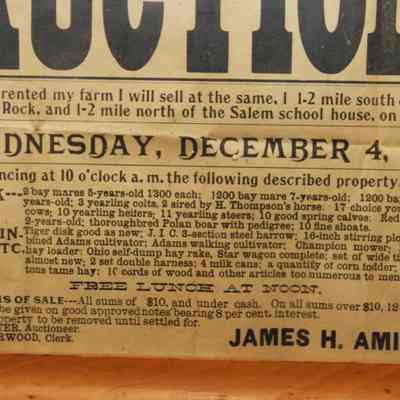 AUCTION
rented my farm I will sell at the same, 1 1-2 mile south
Rock, and 1-2 mile north of the Salem school house, on
DNESDAY, DECEMBER 4,
ncing at 10 o'clock a. m. the following described property
K—2 bay mares 5-years-old 1300 each; 1200 bay mare 7-years-old; 1200 ba
years-old; 3 yearling colts, 2 sired by H. Thompson's horse. 17 choice
cows; 10 yearling heifers; 11 yearling steers; 10 good spring calves; Red
2-years-old; thoroughbred Polan boar with pedigree; 10 fine shoats.
IN. Tiger disk good as new; J. I C. 3-section steel harrow; 16-inch stirring plo
bined Adams cultivator; Adams walking cultivator; Champion mower;
TC. hay loader; Ohio self-dump hay rake, Star wagon complete; set of wide ti
almost new; 2 set double harness; 4 milk cans; a quantity of corn fodder;
tons tame hay; 10 cords of wood and other articles too numerous to men
FREE LUNCH AT NOON.
MS OF SALE—All sums of $10, and under cash. On all sums over $10, 12
be given on good approved notes bearing 8 per cent. interest.
operty to be removed until settled for.
TER, Auctioneer.
RWOOD, Clerk.
JAMES H. AMI